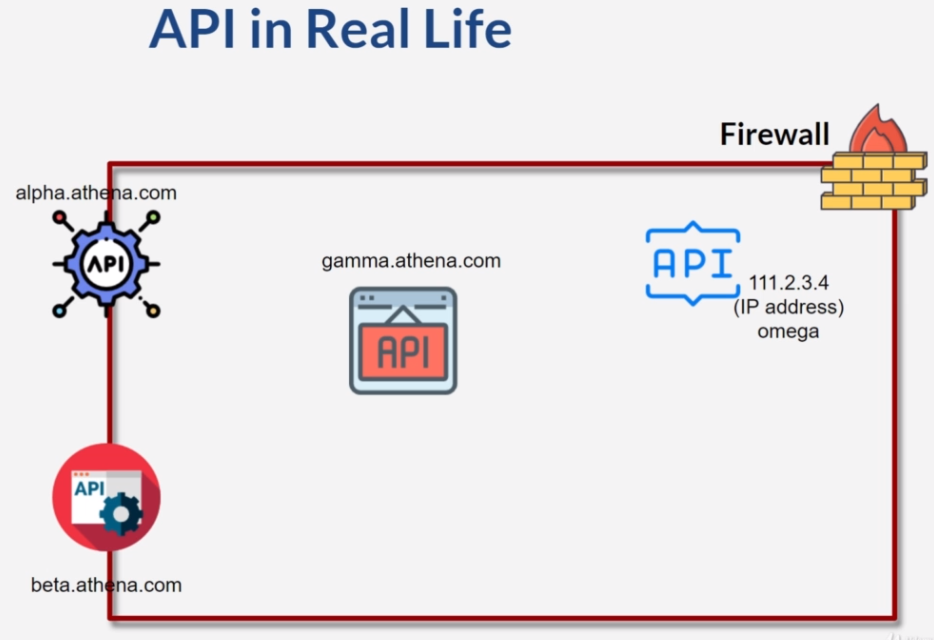 API in Real Life
Firewall
alpha.athena.com
API
gamma.athena.com
API
API
111.2.3.4
(IP address)
omega
API
beta.athena.com